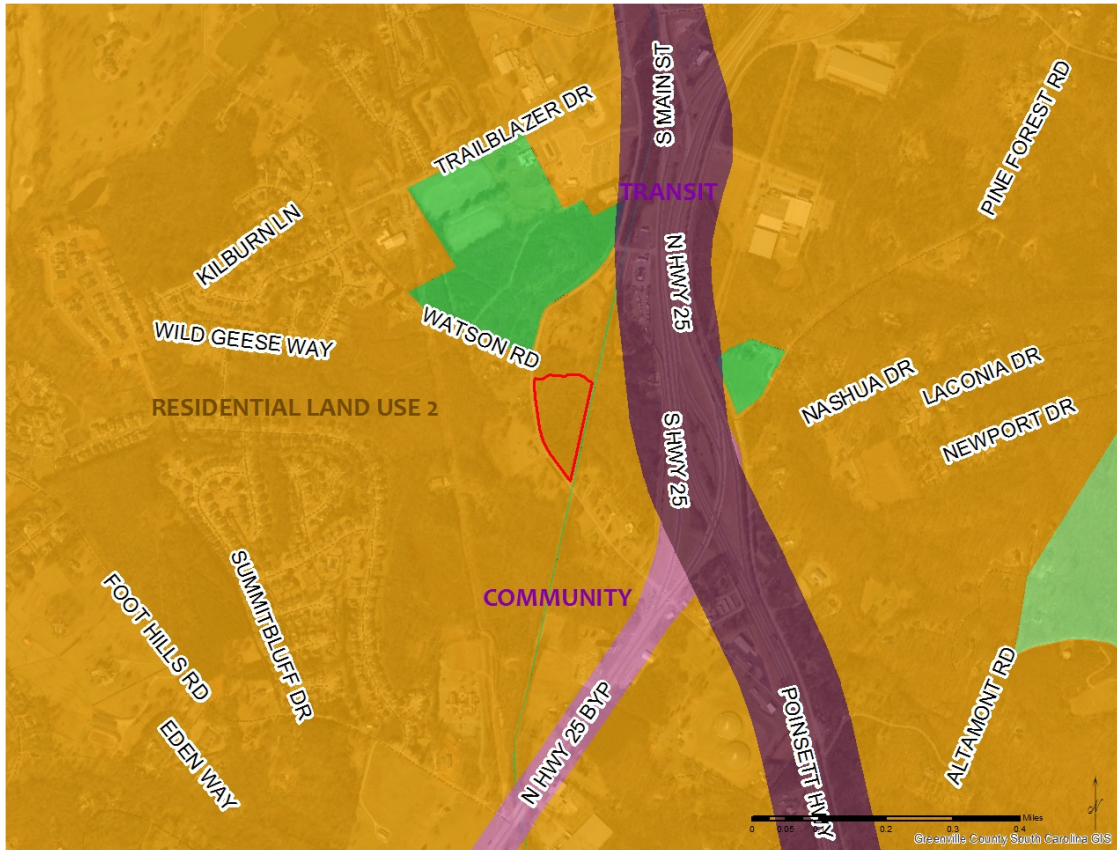 S MAIN ST
PINE FOREST RD
TRAILBLAZER DR
TRANSIT
KILBURN LN
N HWY 25
WATSON RD
WILD GEESE WAY
NASHUA DR
LACONIA DR
RESIDENTIAL LAND USE 2
NEWPORT DR
S HWY 25
COMMUNITY
SUMMITBLUFF DR
FOOT HILLS RD
EDEN WAY
N HWY 25 BYP
POINSETT HWY
ALTAMONT RD
Miles
0 0.05 0.1 0.2 0.3 0.4
N
Greenville County South Carolina GIS